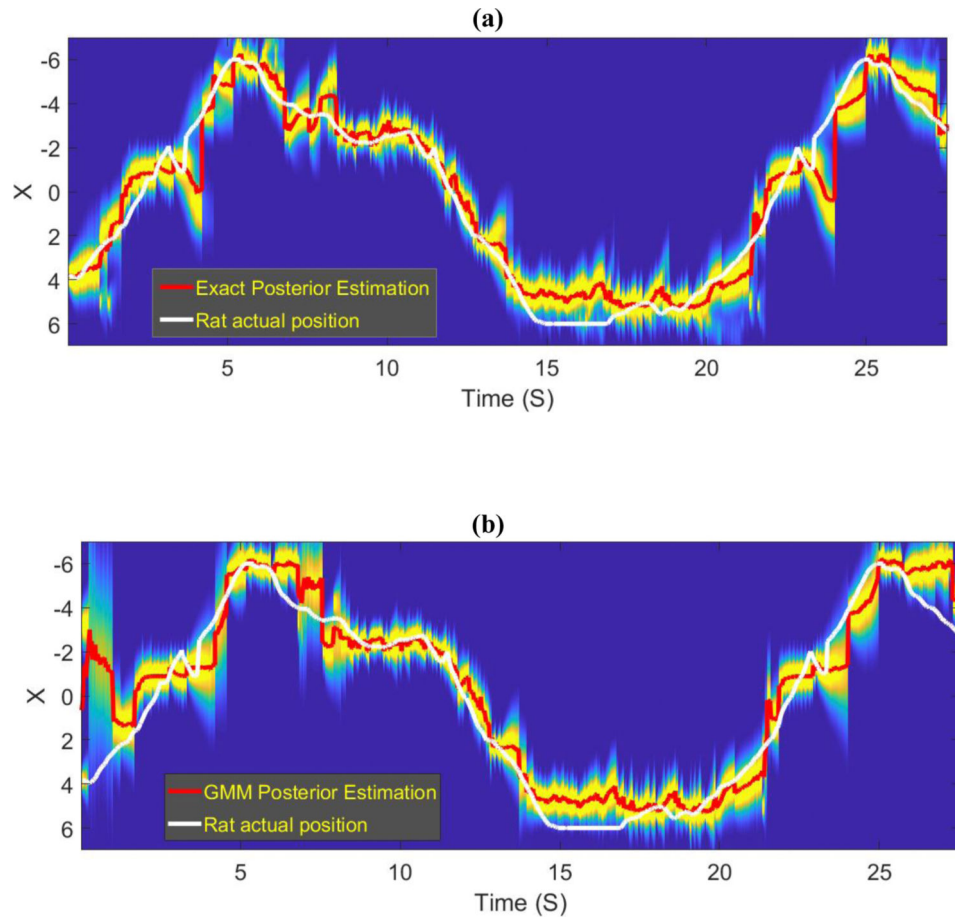 (a)
-6
-4
-2
0
2
4
6
X
Exact Posterior Estimation
Rat actual position
5
10
15
20
25
Time (S)
(b)
-6
-4
-2
0
2
4
6
X
GMM Posterior Estimation
Rat actual position
5
10
15
20
25
Time (S)